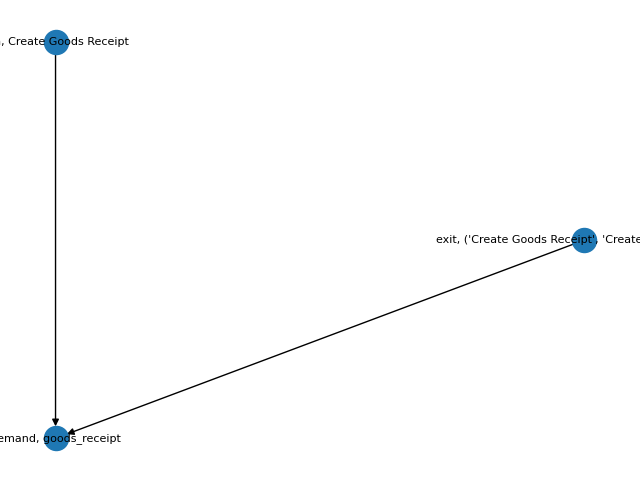 , Create Goods Receipt
exit, ('Create Goods Receipt', 'Create
emand, goods_receipt